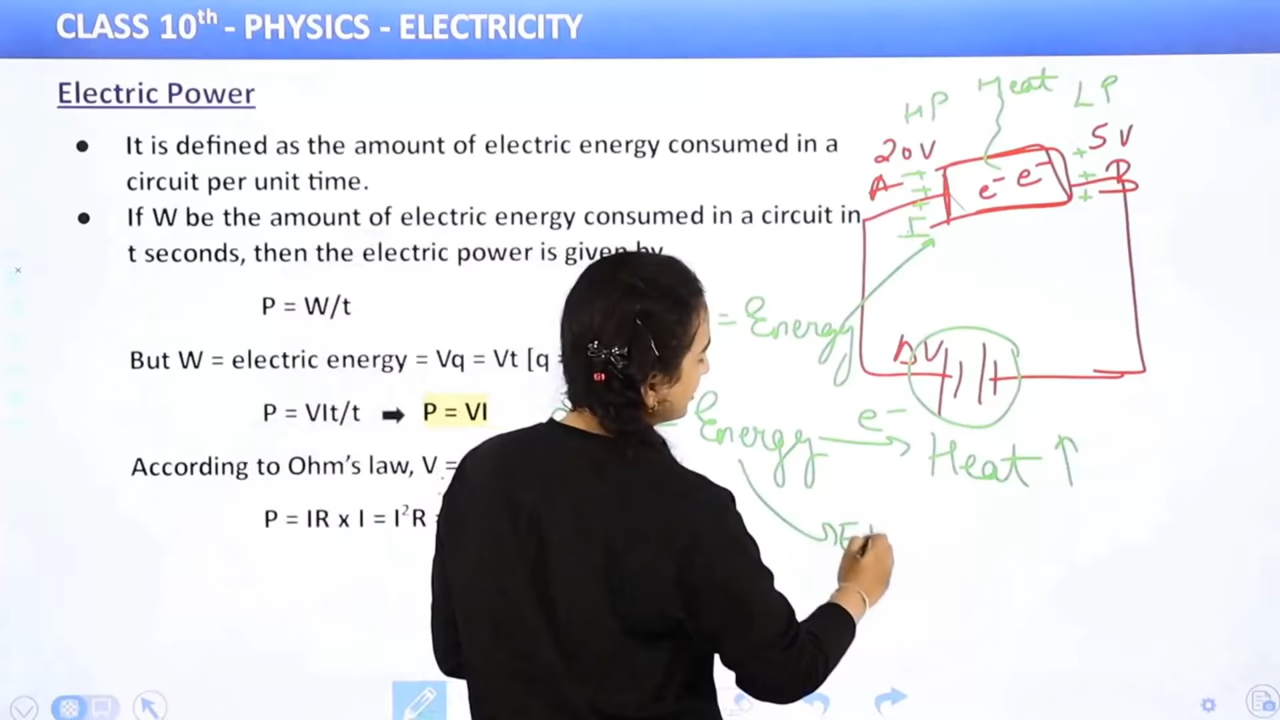 CLASS 10th - PHYSICS - ELECTRICITY
Electric Power
● It is defined as the amount of electric energy consumed in a
circuit per unit time.
● If W be the amount of electric energy consumed in a circuit in
t seconds, then the electric power is given by
P = W/t
But W = electric energy = Vq = Vt [q
P = VIt/t ➡ P = VI
According to Ohm's law, V =
P = IR x I = I²R
Heat
HP LP
20V 5V
A e⁻ e⁻ B
+ + + + + +
I
= Energy
ΔV
Energy e⁻ → Heat ↑